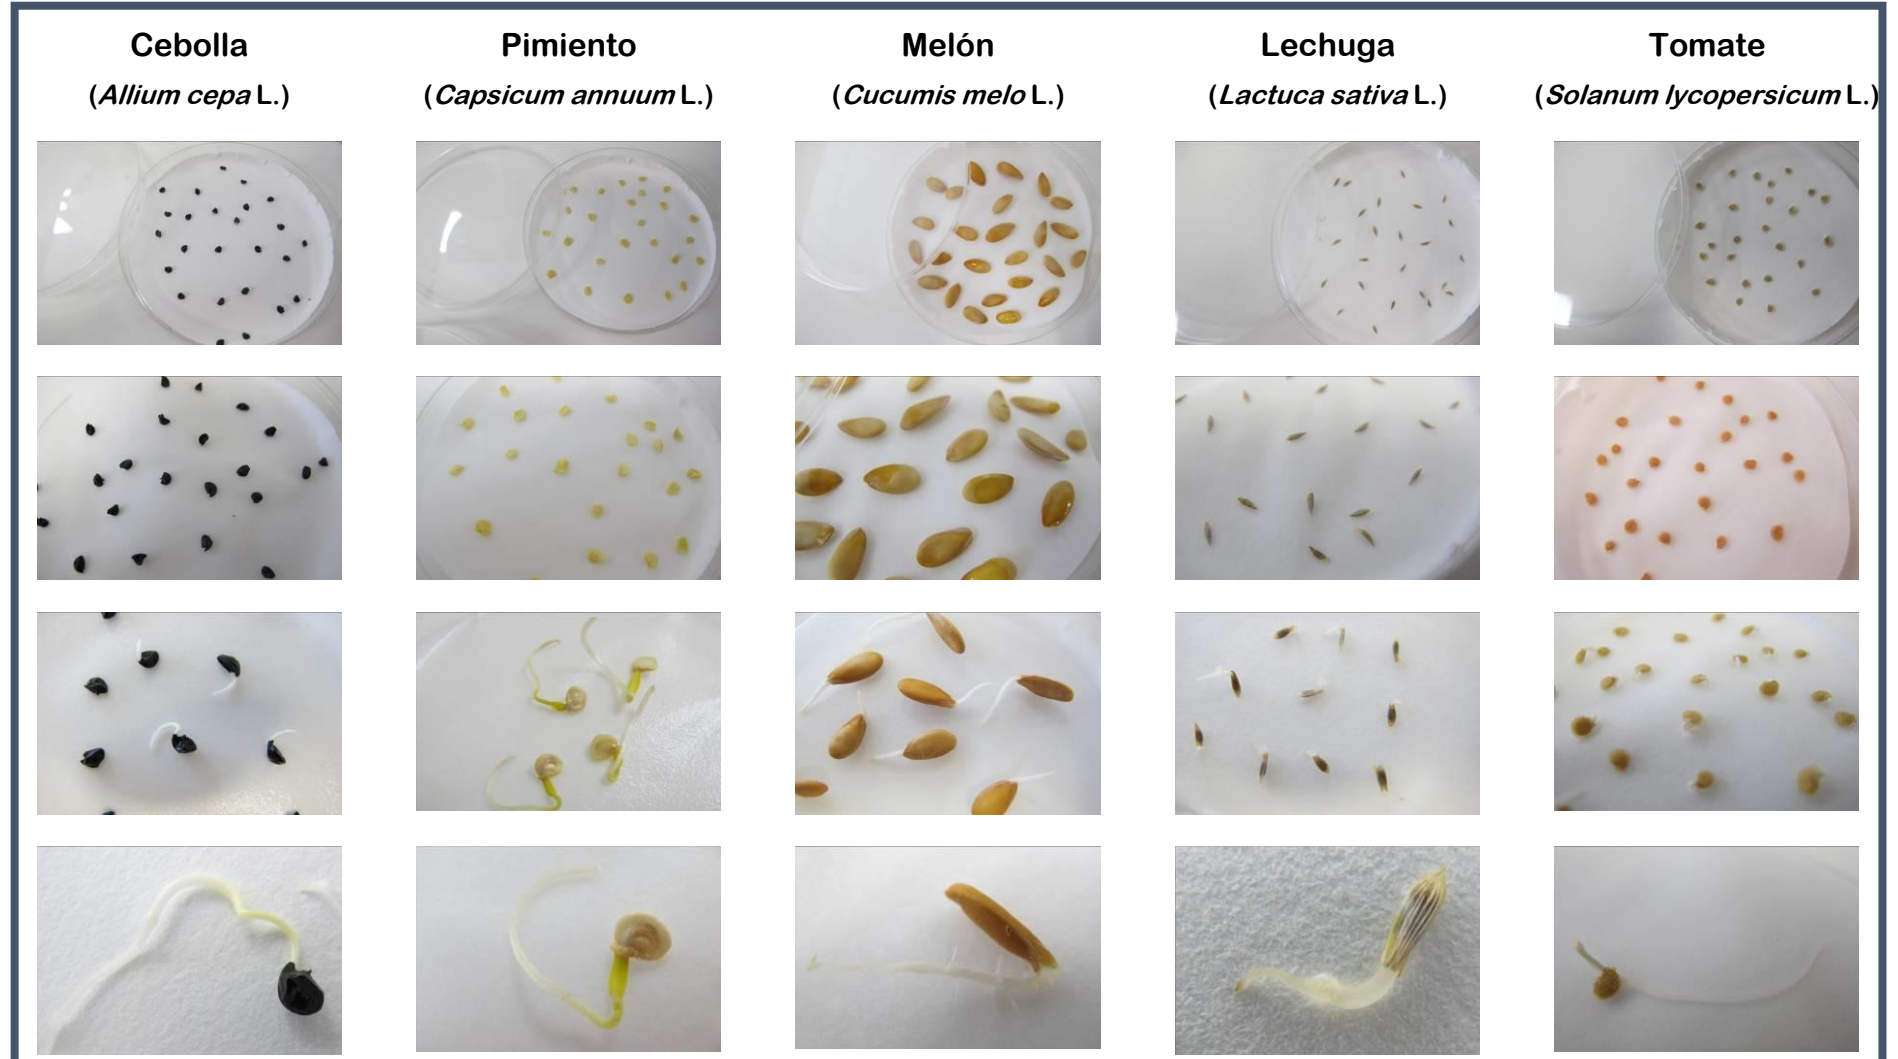 Cebolla
(Allium cepa L.)
Pimiento
(Capsicum annuum L.)
Melón
(Cucumis melo L.)
Lechuga
(Lactuca sativa L.)
Tomate
(Solanum lycopersicum L.)